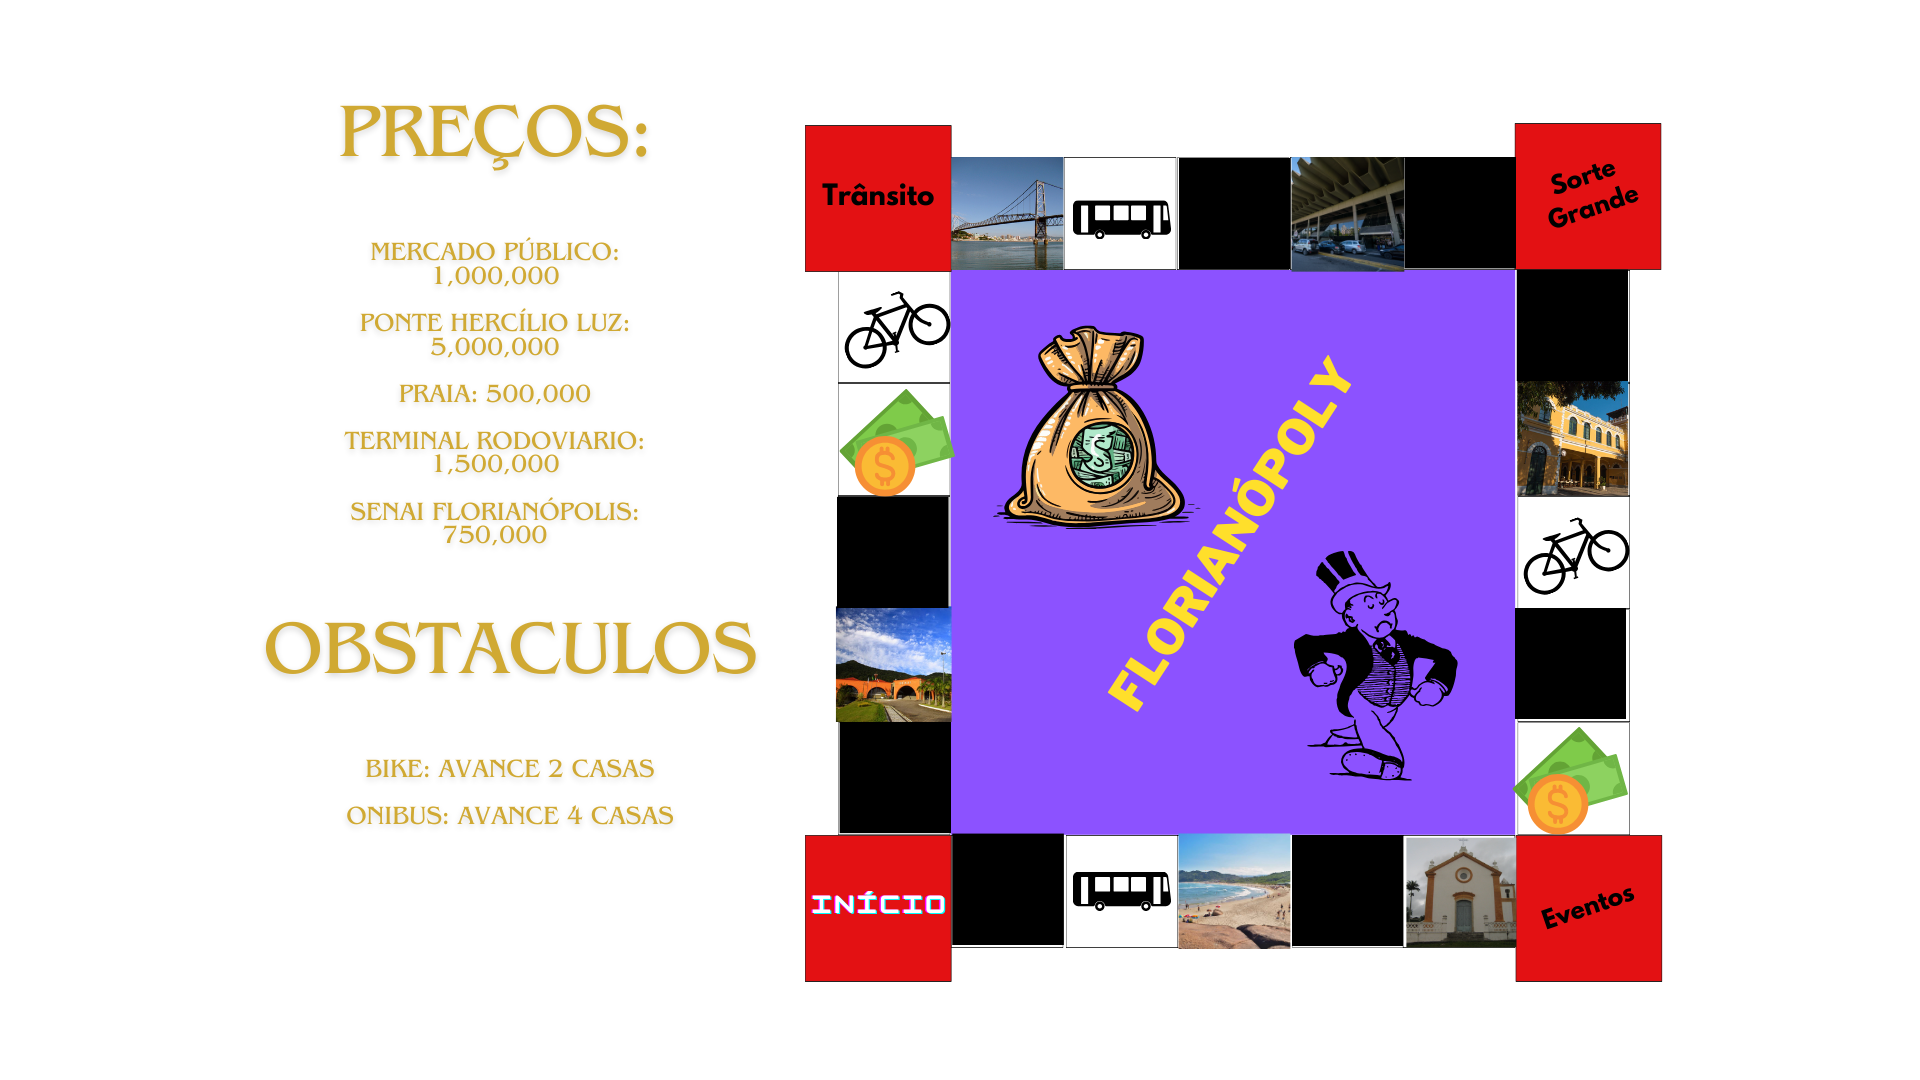 PREÇOS:
MERCADO PÚBLICO:
1,000,000
PONTE HERCÍLIO LUZ:
5,000,000
PRAIA: 500,000
TERMINAL RODOVIARIO:
1,500,000
SENAI FLORIANÓPOLIS:
750,000
OBSTACULOS
BIKE: AVANCE 2 CASAS
ONIBUS: AVANCE 4 CASAS
Trânsito
Sorte
Grande
FLORIANÓPOLY
INÍCIO
Eventos